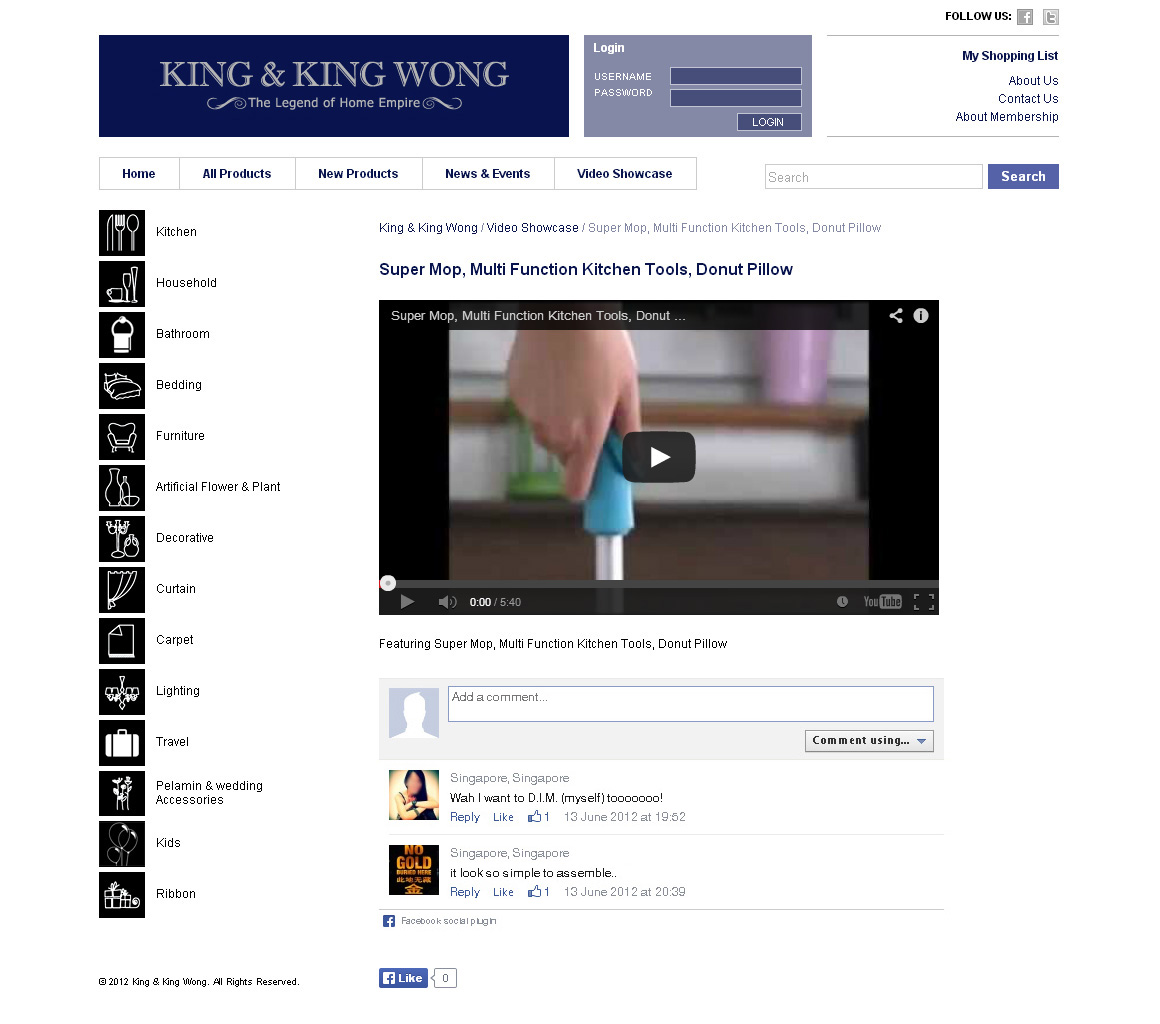 FOLLOW US:
KING & KING WONG
The Legend of Home Empire
Login
USERNAME
PASSWORD
LOGIN
My Shopping List
About Us
Contact Us
About Membership
Home
All Products
New Products
News & Events
Video Showcase
Search
Search
Kitchen
Household
Bathroom
Bedding
Furniture
Artificial Flower & Plant
Decorative
Curtain
Carpet
Lighting
Travel
Pelamin & wedding
Accessories
Kids
Ribbon
King & King Wong / Video Showcase / Super Mop, Multi Function Kitchen Tools, Donut Pillow
Super Mop, Multi Function Kitchen Tools, Donut Pillow
Super Mop, Multi Function Kitchen Tools, Donut ...
0:00 / 5:40
YouTube
Featuring Super Mop, Multi Function Kitchen Tools, Donut Pillow
Add a comment...
Comment using...
Singapore, Singapore
Wah I want to D.I.M. (myself) tooooooo!
Reply Like 1 13 June 2012 at 19:52
NO
GOLD
BURIED HERE
此地无藏
金
Singapore, Singapore
it look so simple to assemble..
Reply Like 1 13 June 2012 at 20:39
Facebook social plugin
© 2012 King & King Wong. All Rights Reserved.
Like 0